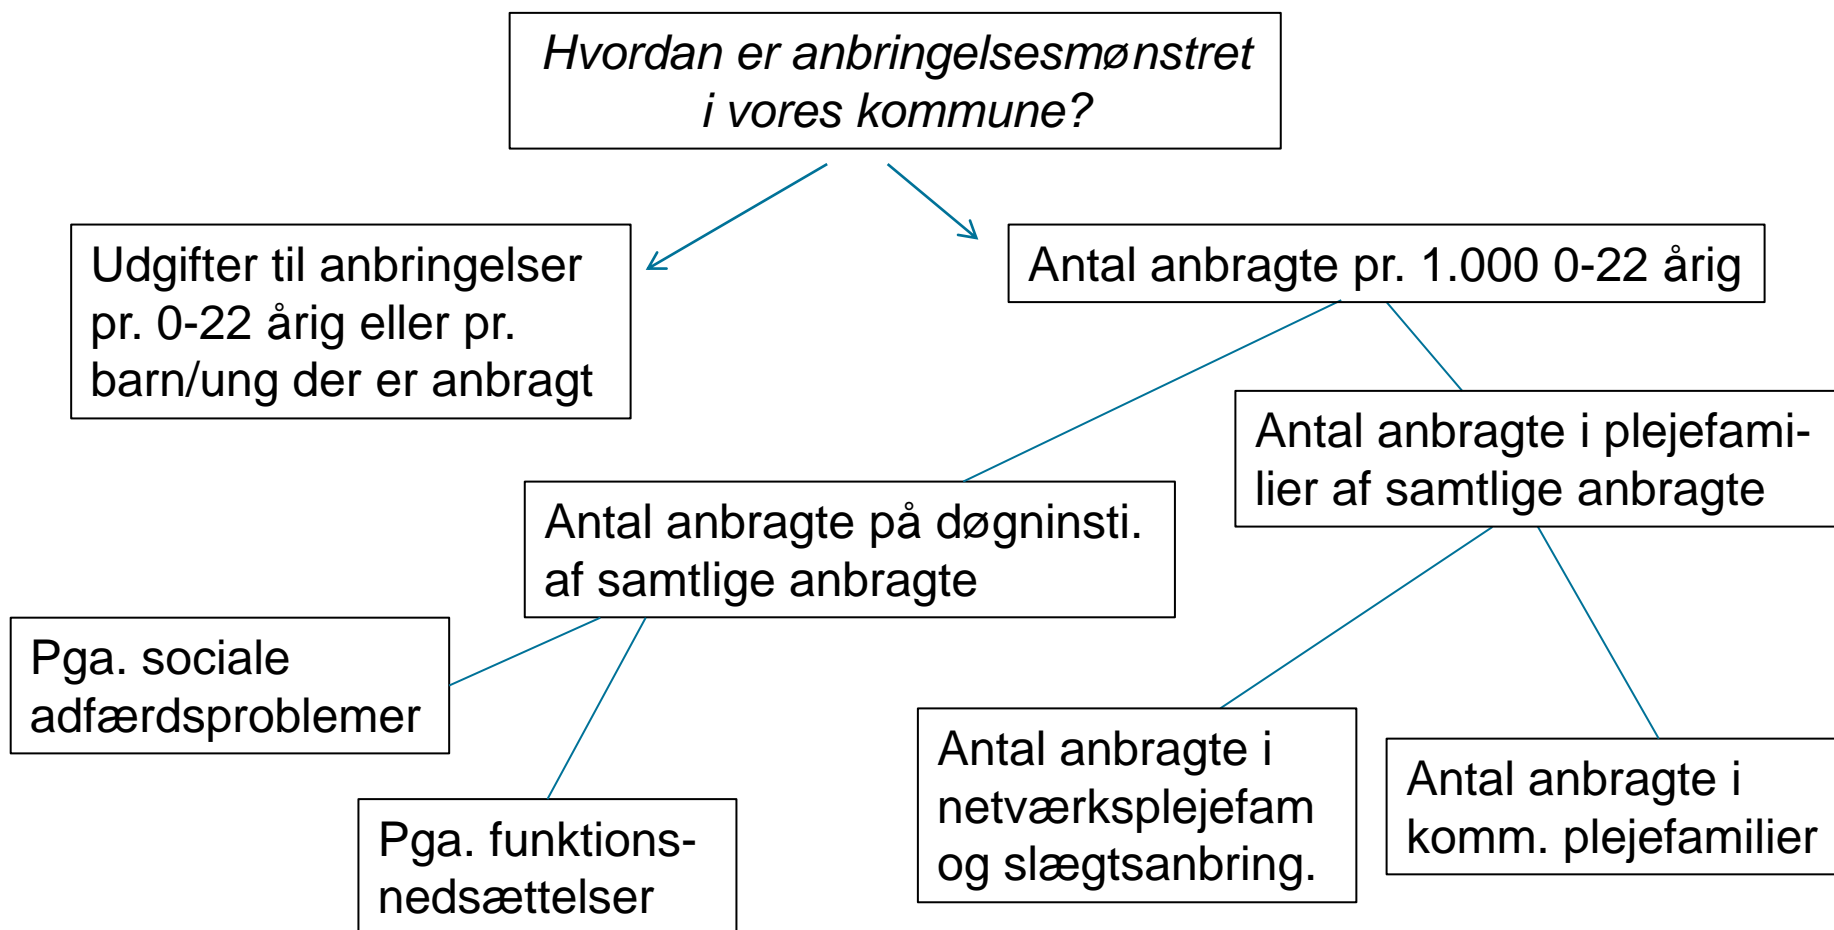 Hvordan er anbringelsesmønstret
i vores kommune?
Udgifter til anbringelser
pr. 0-22 årig eller pr.
barn/ung der er anbragt
Antal anbragte pr. 1.000 0-22 årig
Antal anbragte i plejefami-
lier af samtlige anbragte
Antal anbragte på døgninsti.
af samtlige anbragte
Pga. sociale
adfærdsproblemer
Pga. funktions-
nedsættelser
Antal anbragte i
netværksplejefam
og slægtsanbring.
Antal anbragte i
komm. plejefamilier